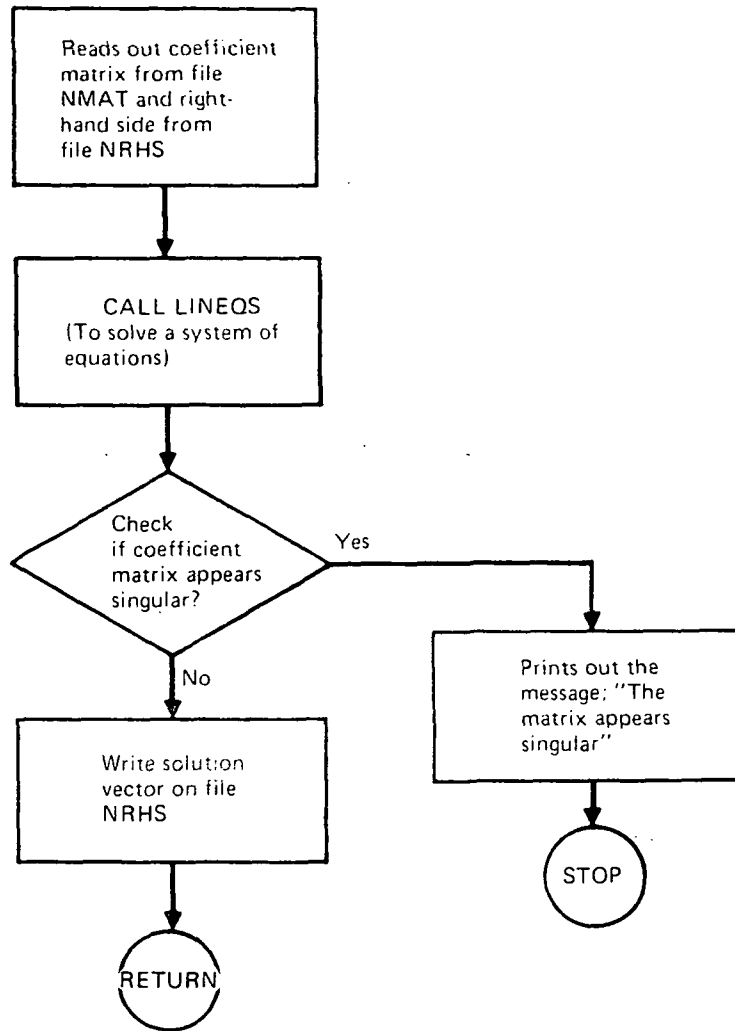 Reads out coefficient
matrix from file
NMAT and right-
hand side from
file NRHS
CALL LINEQS
(To solve a system of
equations)
Check
if coefficient
matrix appears
singular?
Yes
No
Prints out the
message; "The
matrix appears
singular"
Write solution
vector on file
NRHS
STOP
RETURN